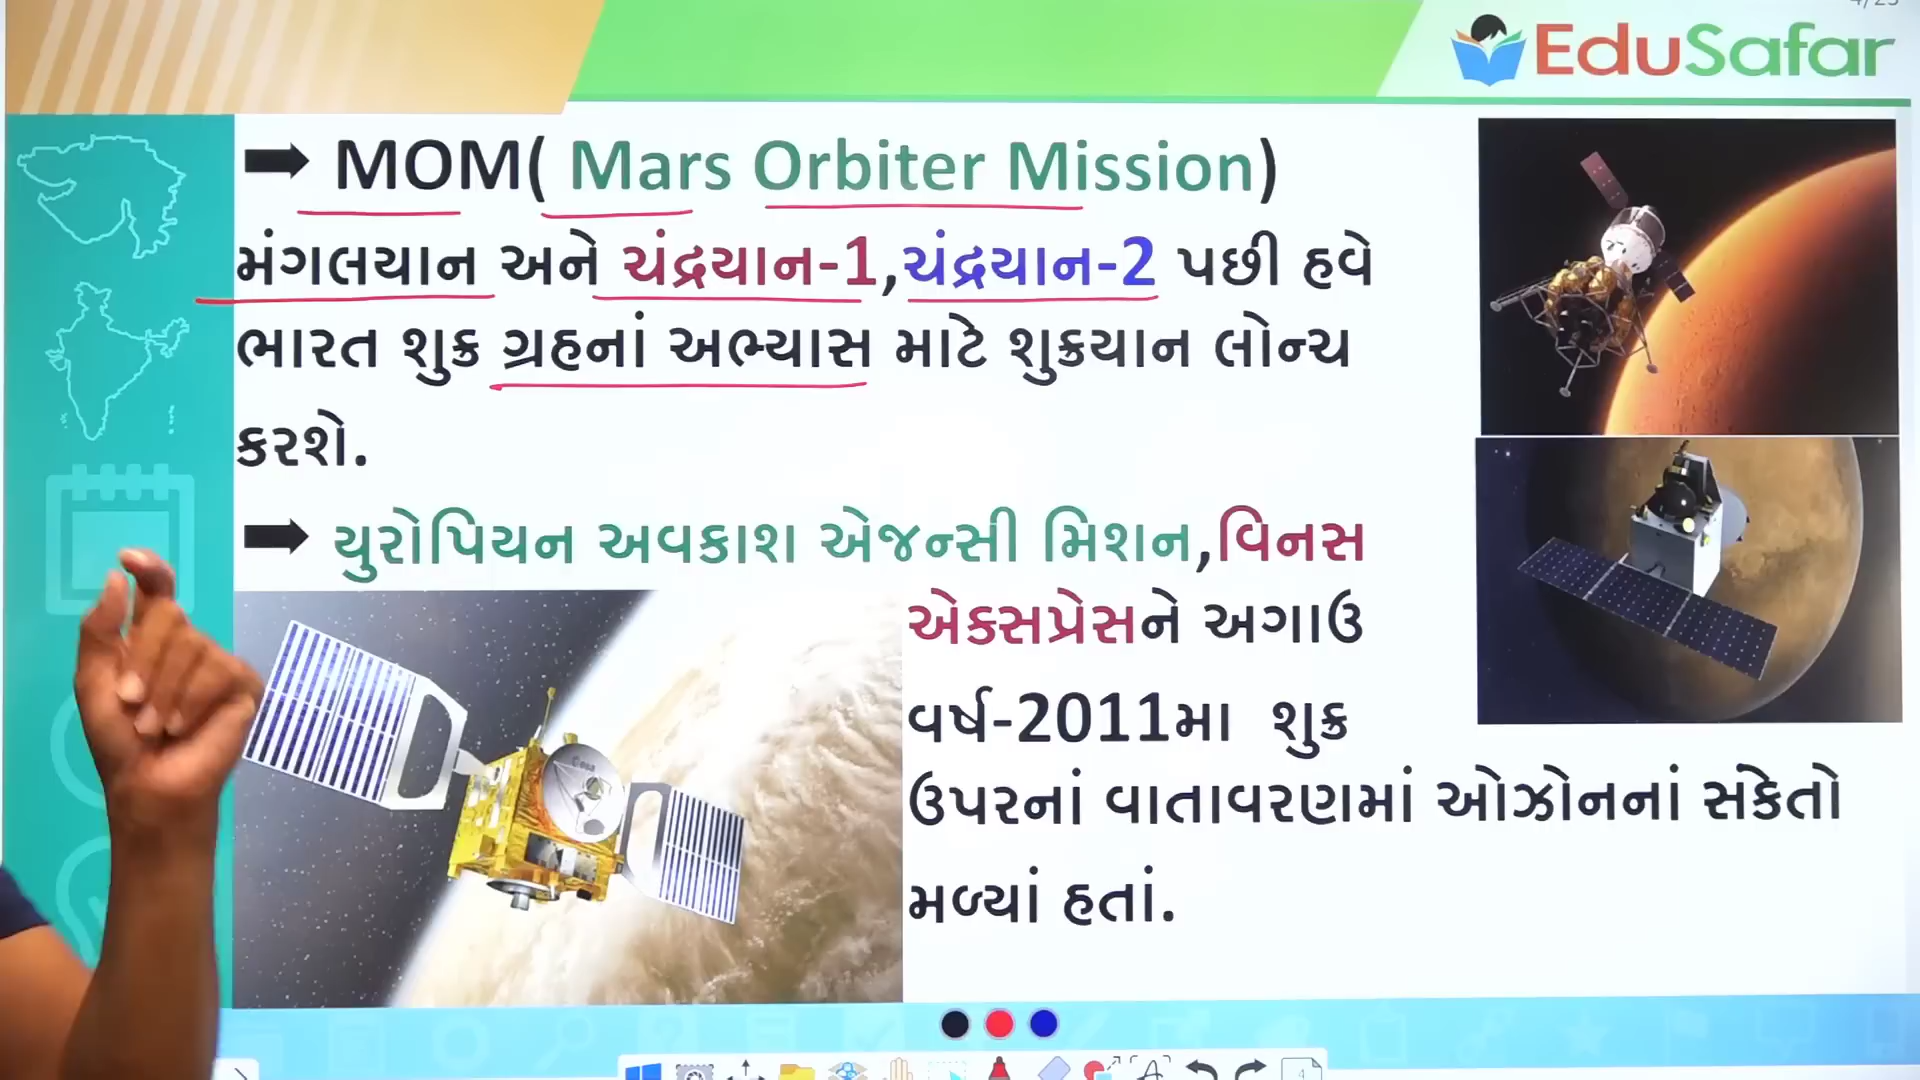 EduSafar
➡ MOM( Mars Orbiter Mission)
મંગલયાન અને ચંદ્રયાન-1,ચંદ્રયાન-2 પછી હવે
ભારત શુક્ર ગ્રહનાં અભ્યાસ માટે શુક્રયાન લોન્ચ
કરશે.
➡ યુરોપિયન અવકાશ એજન્સી મિશન,વિનસ
એક્સપ્રેસને અગાઉ
વર્ષ-2011મા શુક્ર
ઉપરનાં વાતાવરણમાં ઓઝોનનાં સંકેતો
મળ્યાં હતાં.